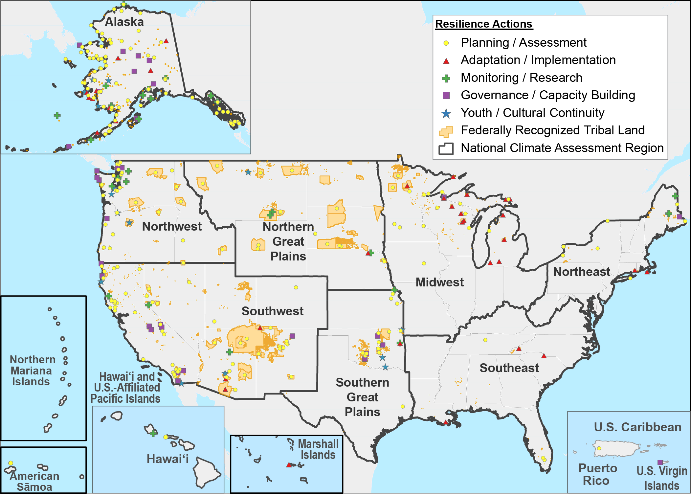 Alaska
Resilience Actions
Planning / Assessment
Adaptation / Implementation
Monitoring / Research
Governance / Capacity Building
Youth / Cultural Continuity
Federally Recognized Tribal Land
National Climate Assessment Region
Northwest
Northern
Great
Plains
Midwest
Northeast
Southwest
Southeast
Southern
Great
Plains
Northern
Mariana
Islands
Hawaiʻi and
U.S.-Affiliated
Pacific Islands
Hawaiʻi
Marshall
Islands
American
Sāmoa
U.S. Caribbean
Puerto
Rico
U.S. Virgin
Islands